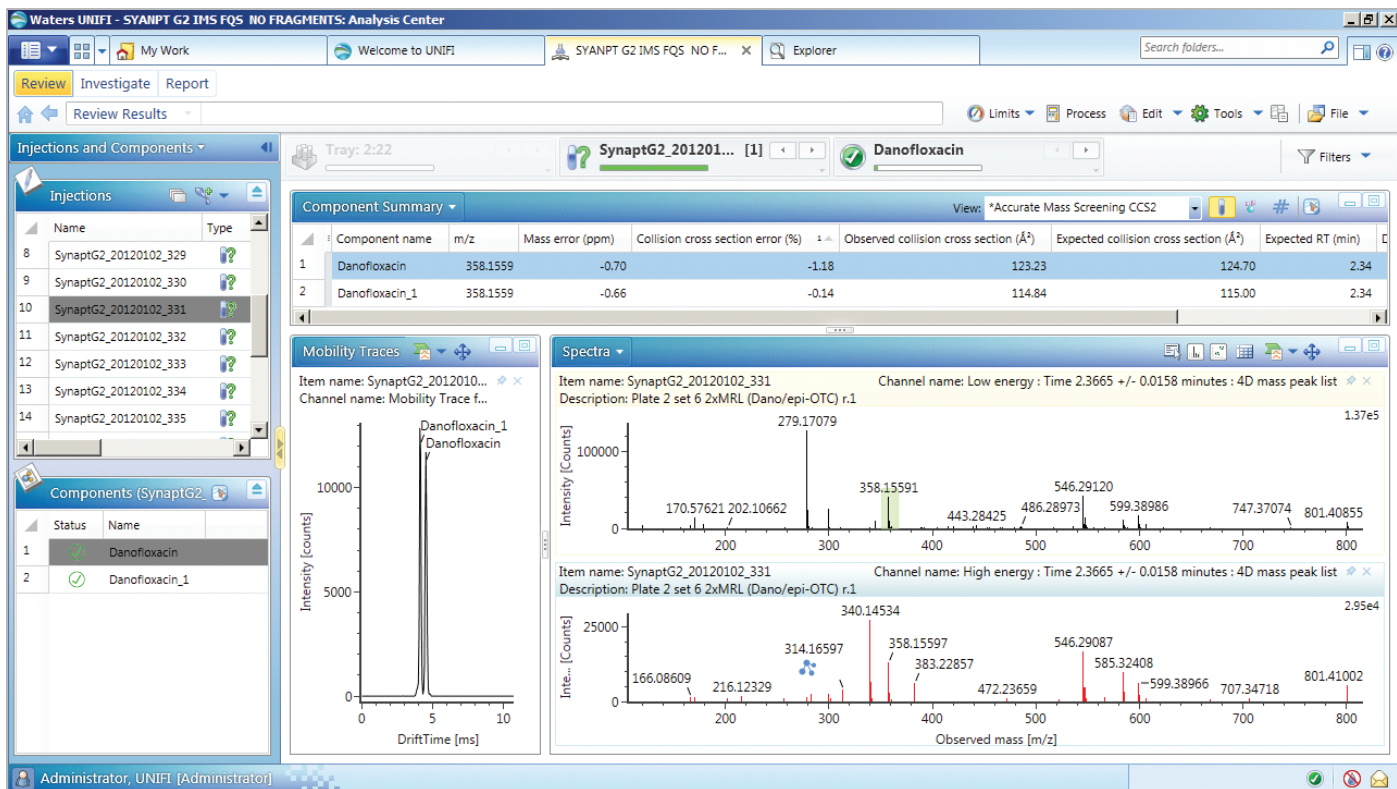 Waters UNIFI - SYANPT G2 IMS FQS NO FRAGMENTS: Analysis Center
My Work
Welcome to UNIFI
SYANPT G2 IMS FQS NO F...
Explorer
Search folders...
Review Investigate Report
Review Results
Limits Process Edit Tools File
Injections and Components
Tray: 2:22
SynaptG2_201201... [1]
Danofloxacin
Filters
Injections
Name Type
8 SynaptG2_20120102_329
9 SynaptG2_20120102_330
10 SynaptG2_20120102_331
11 SynaptG2_20120102_332
12 SynaptG2_20120102_333
13 SynaptG2_20120102_334
14 SynaptG2_20120102_335
Components (SynaptG2_
Status Name
1 Danofloxacin
2 Danofloxacin_1
Component Summary
View: *Accurate Mass Screening CCS2
Component name m/z Mass error (ppm) Collision cross section error (%) 1 Observed collision cross section (Å²) Expected collision cross section (Å²) Expected RT (min)
1 Danofloxacin 358.1559 -0.70 -1.18 123.23 124.70 2.34
2 Danofloxacin_1 358.1559 -0.66 -0.14 114.84 115.00 2.34
Mobility Traces
Item name: SynaptG2_2012010...
Channel name: Mobility Trace f...
Danofloxacin_1
Danofloxacin
Intensity [counts]
10000
5000
0
0 5 10
DriftTime [ms]
Spectra
Item name: SynaptG2_20120102_331 Channel name: Low energy : Time 2.3665 +/- 0.0158 minutes : 4D mass peak list
Description: Plate 2 set 6 2xMRL (Dano/epi-OTC) r.1
1.37e5
Intensity [Counts]
100000
0
279.17079
170.57621
202.10662
358.15591
443.28425
486.28973
546.29120
599.38986
747.37074
801.40855
200 300 400 500 600 700 800
Item name: SynaptG2_20120102_331 Channel name: High energy : Time 2.3665 +/- 0.0158 minutes : 4D mass peak list
Description: Plate 2 set 6 2xMRL (Dano/epi-OTC) r.1
2.95e4
Inte... [Counts]
25000
0
166.08609
216.12329
314.16597
340.14534
358.15597
383.22857
472.23659
546.29087
585.32408
599.38966
707.34718
801.41002
200 300 400 500 600 700 800
Observed mass [m/z]
Administrator, UNIFI [Administrator]